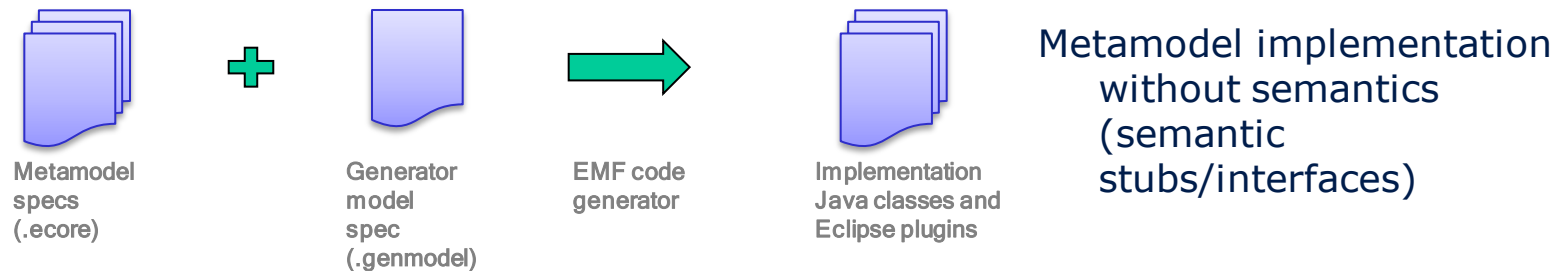 Metamodel
specs
(.ecore)
Generator
model
spec
(.genmodel)
EMF code
generator
Implementation
Java classes and
Eclipse plugins
Metamodel implementation
without semantics
(semantic
stubs/interfaces)